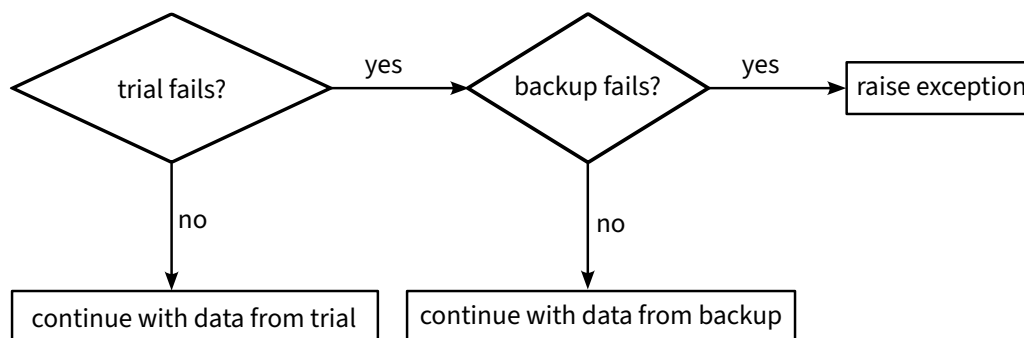 trial fails?
yes
backup fails?
yes
raise exception
no
no
continue with data from trial
continue with data from backup